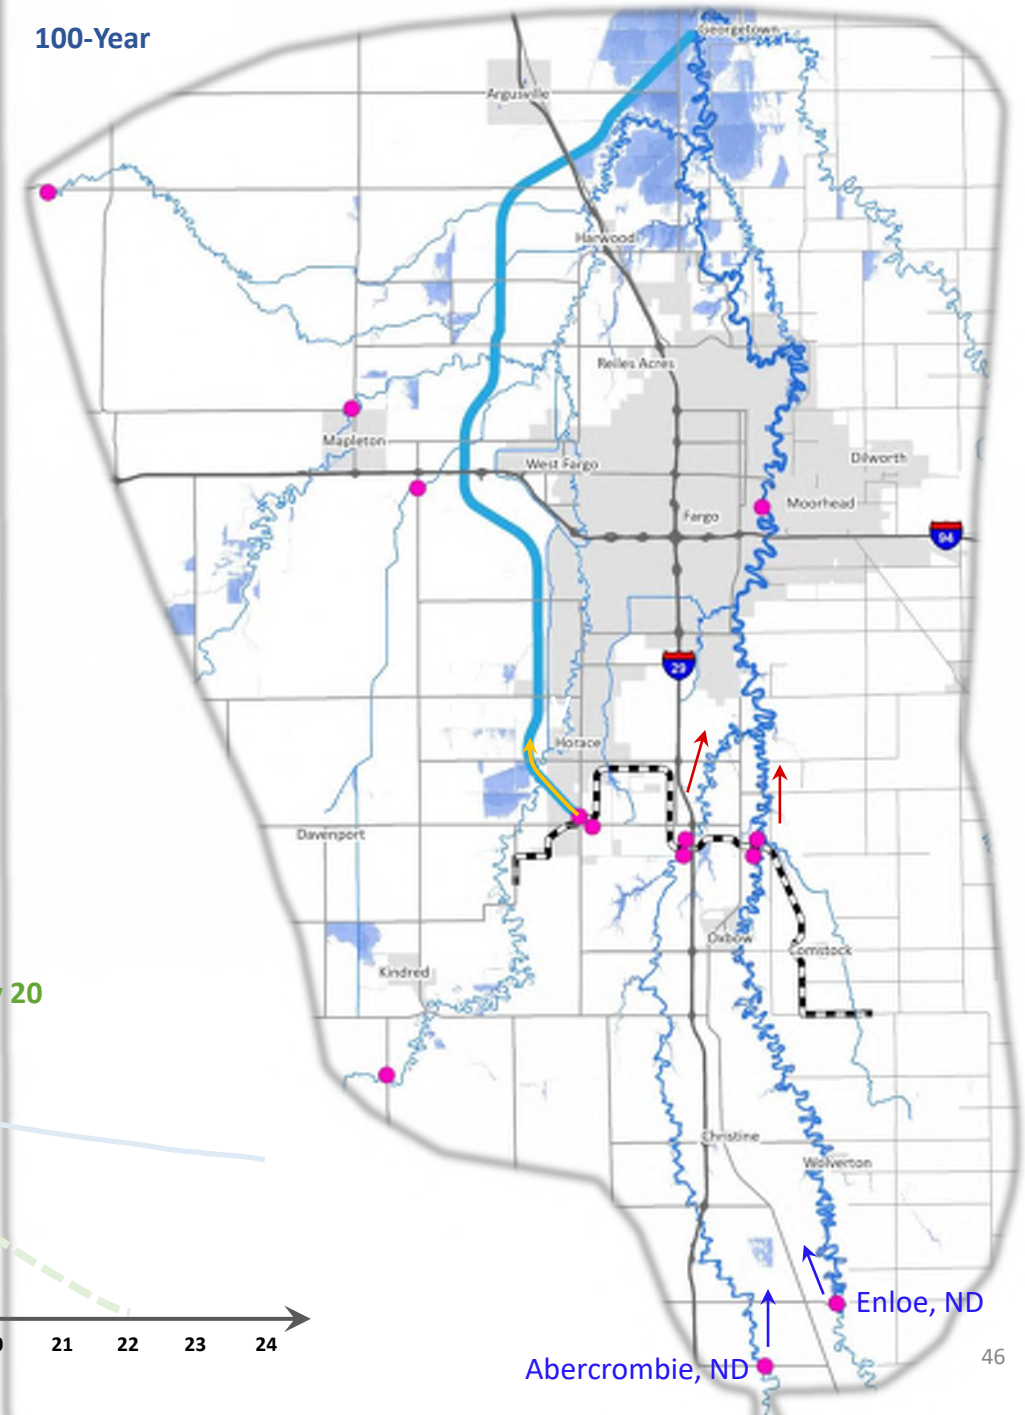 100-Year
Georgetown
Argusville
Harwood
Reiles Acres
Mapleton
West Fargo
Dilworth
Moorhead
Fargo
94
29
Horace
Davenport
Oxbow
Comstock
Kindred
20
Christine
Wolverton
Enloe, ND
21 22 23 24
Abercrombie, ND
46